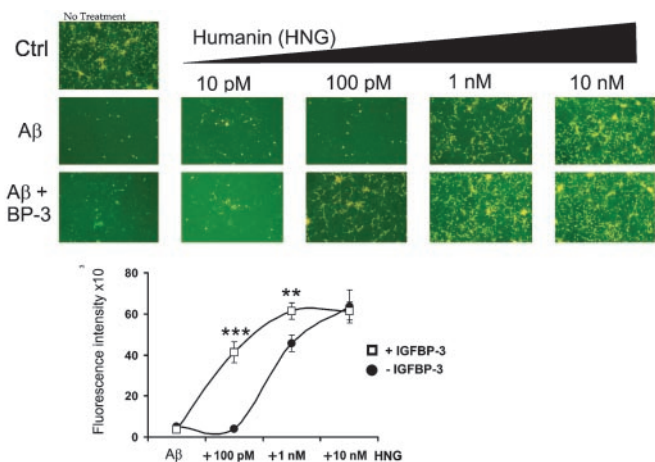 No Treatment
Ctrl
Humanin (HNG)
10 pM 100 pM 1 nM 10 nM
Aβ
Aβ +
BP-3
Fluorescence intensity x10
80
60
40
20
0
***
**
+ IGFBP-3
- IGFBP-3
Aβ +100 pM +1 nM +10 nM HNG